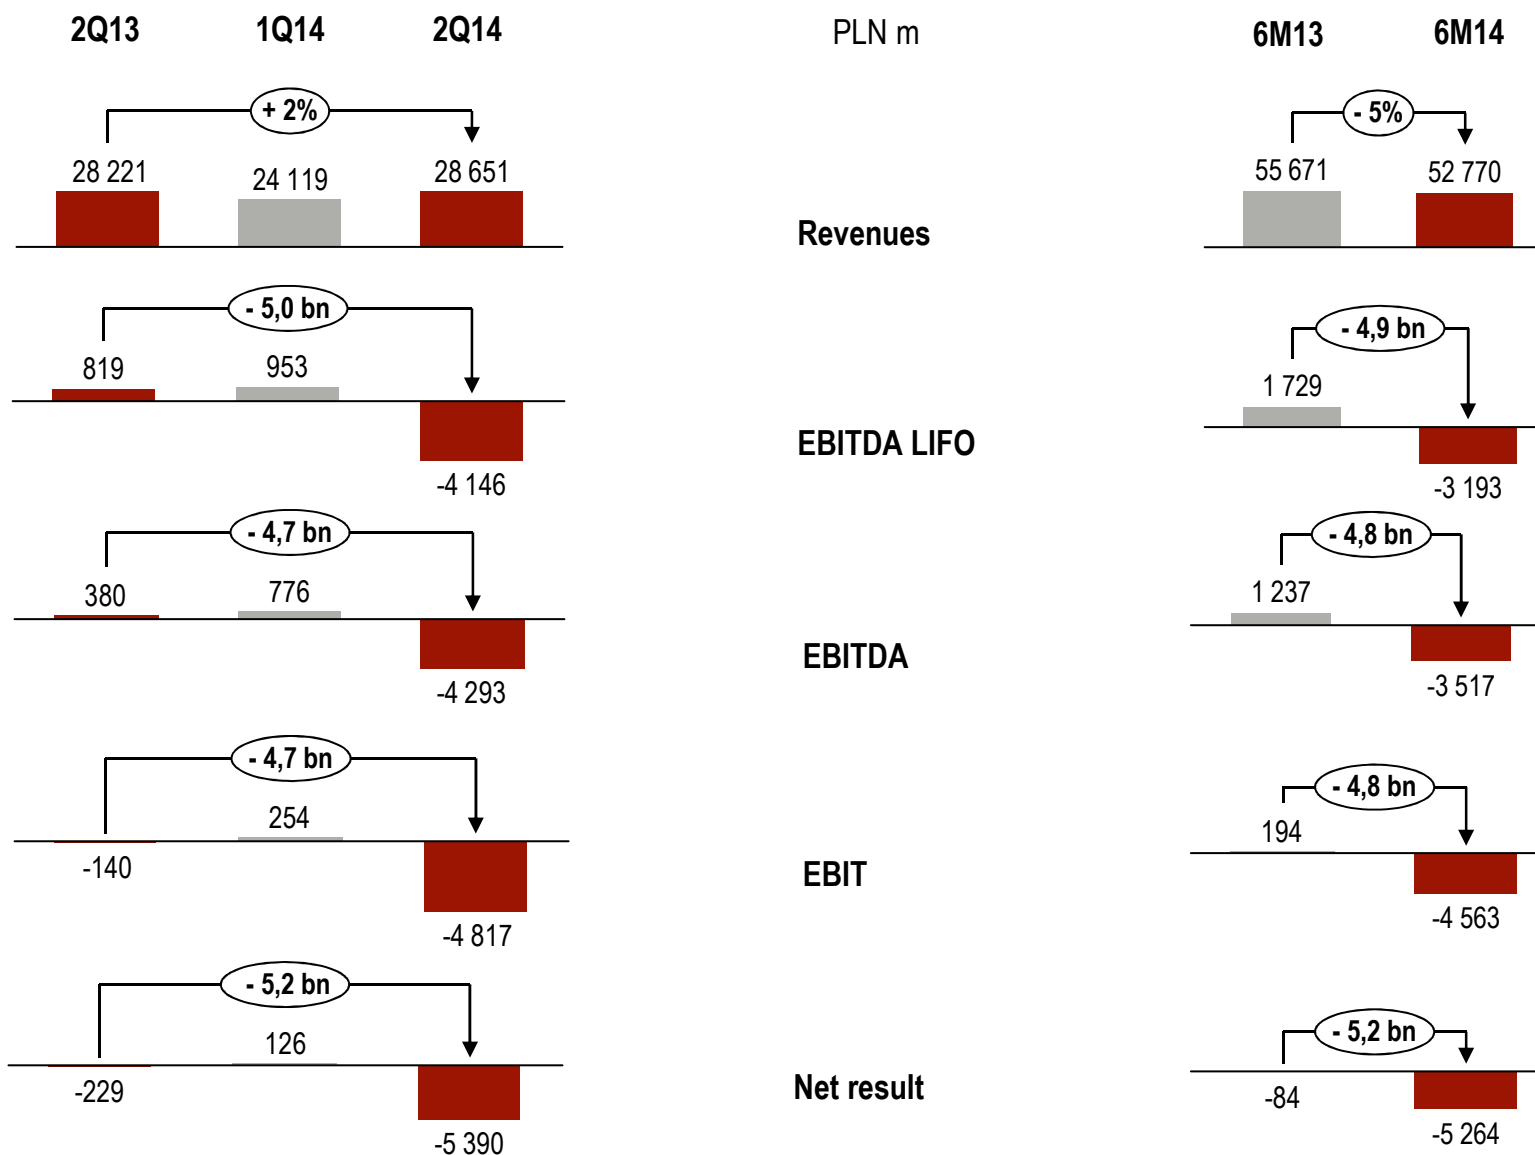 2Q13 1Q14 2Q14 PLN m 6M13 6M14
+ 2% - 5%
28 221 24 119 28 651 55 671 52 770
Revenues
- 5,0 bn - 4,9 bn
819 953 -4 146 1 729 -3 193
EBITDA LIFO
- 4,7 bn - 4,8 bn
380 776 -4 293 1 237 -3 517
EBITDA
- 4,7 bn - 4,8 bn
-140 254 -4 817 194 -4 563
EBIT
- 5,2 bn - 5,2 bn
-229 126 -5 390 -84 -5 264
Net result